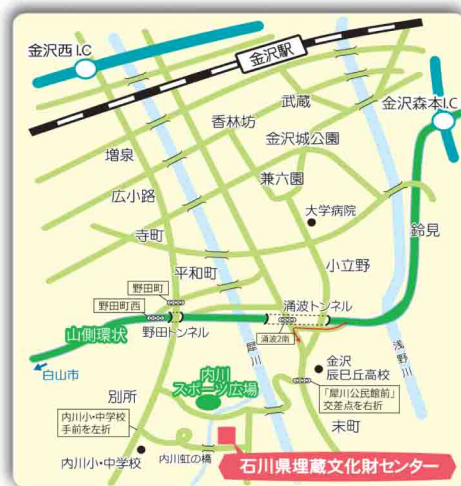 金沢西I.C
金沢駅
武蔵
金沢森本I.C
香林坊
金沢城公園
増泉
兼六園
広小路
大学病院
鈴見
寺町
小立野
平和町
野田町
野田町西
涌波トンネル
山側環状
野田トンネル
涌波2南
犀川
浅野川
白山市
金沢
辰巳丘高校
内川
スポーツ広場
別所
「犀川公民館前」
交差点を右折
内川小・中学校
手前を左折
末町
内川小・中学校
内川虹の橋
石川県埋蔵文化財センター